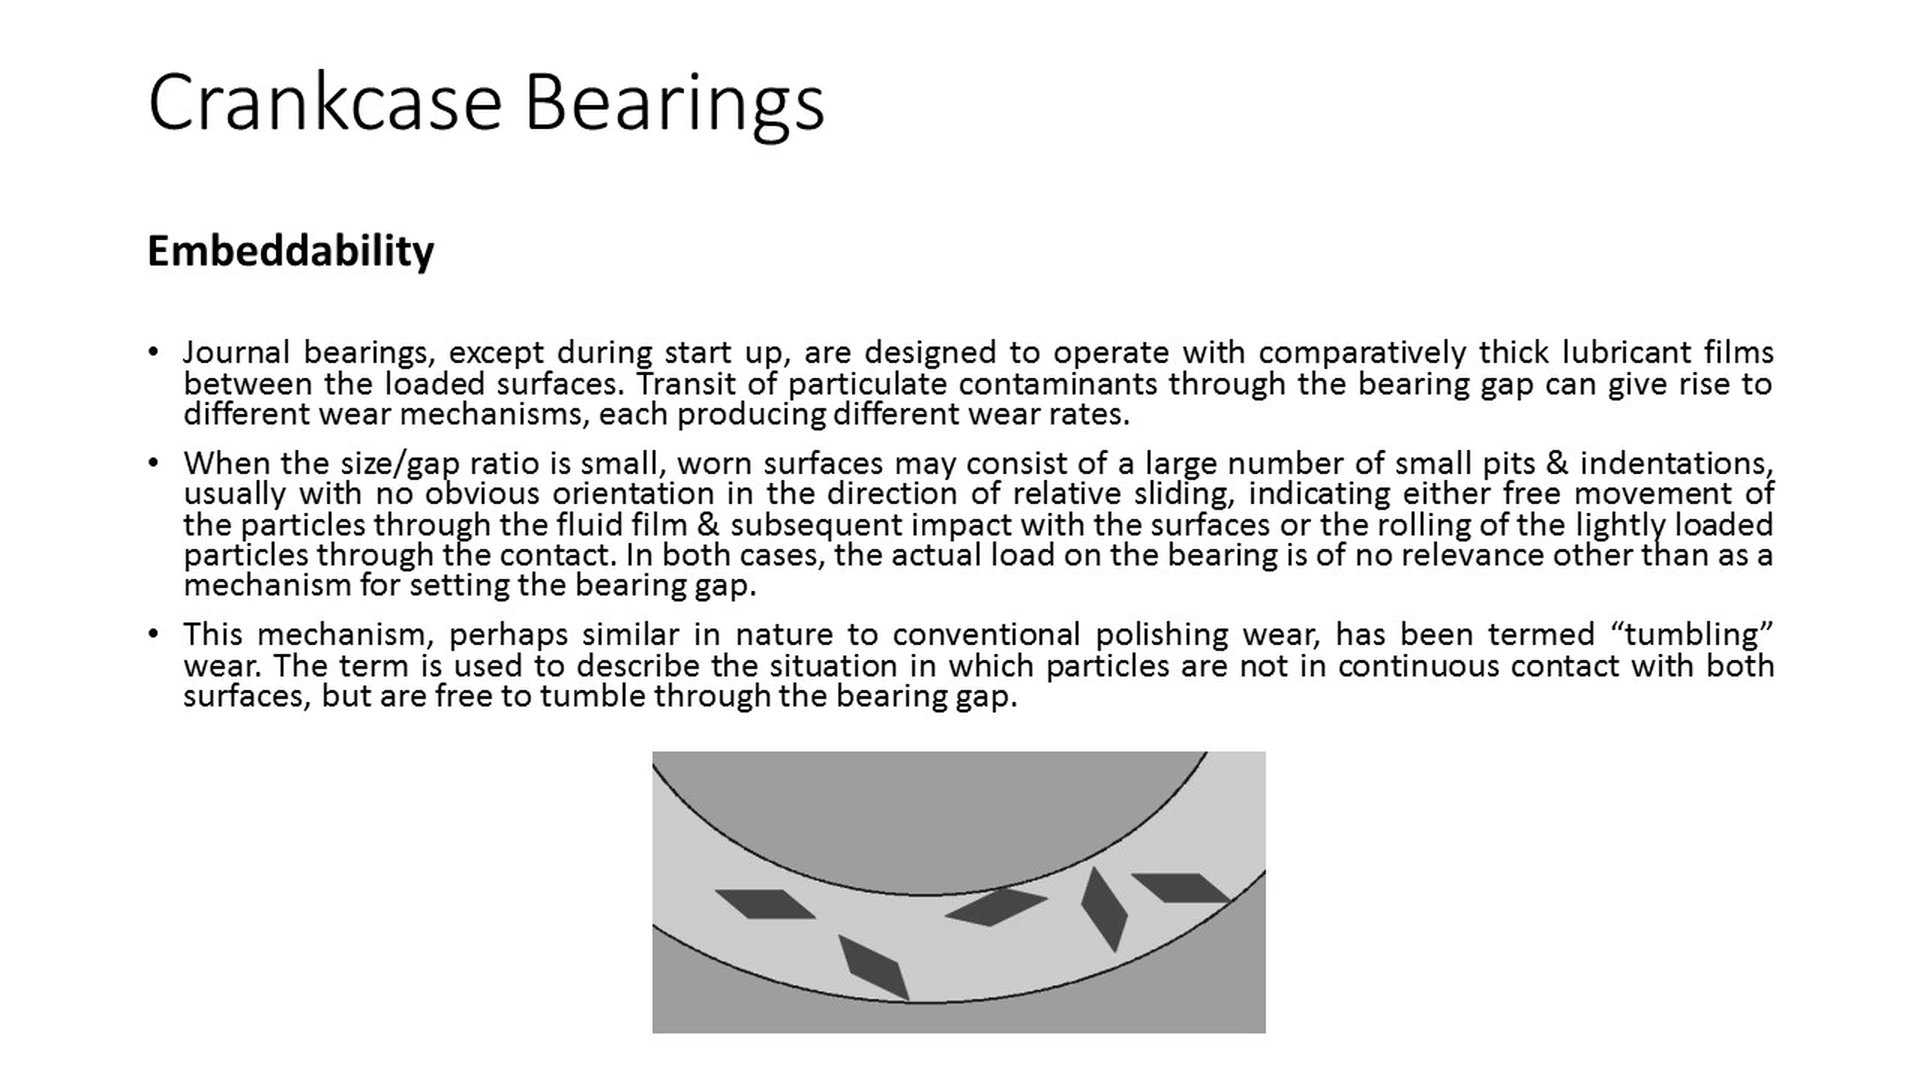 Crankcase Bearings
Embeddability
• Journal bearings, except during start up, are designed to operate with comparatively thick lubricant films
between the loaded surfaces. Transit of particulate contaminants through the bearing gap can give rise to
different wear mechanisms, each producing different wear rates.
• When the size/gap ratio is small, worn surfaces may consist of a large number of small pits & indentations,
usually with no obvious orientation in the direction of relative sliding, indicating either free movement of
the particles through the fluid film & subsequent impact with the surfaces or the rolling of the lightly loaded
particles through the contact. In both cases, the actual load on the bearing is of no relevance other than as a
mechanism for setting the bearing gap.
• This mechanism, perhaps similar in nature to conventional polishing wear, has been termed “tumbling”
wear. The term is used to describe the situation in which particles are not in continuous contact with both
surfaces, but are free to tumble through the bearing gap.